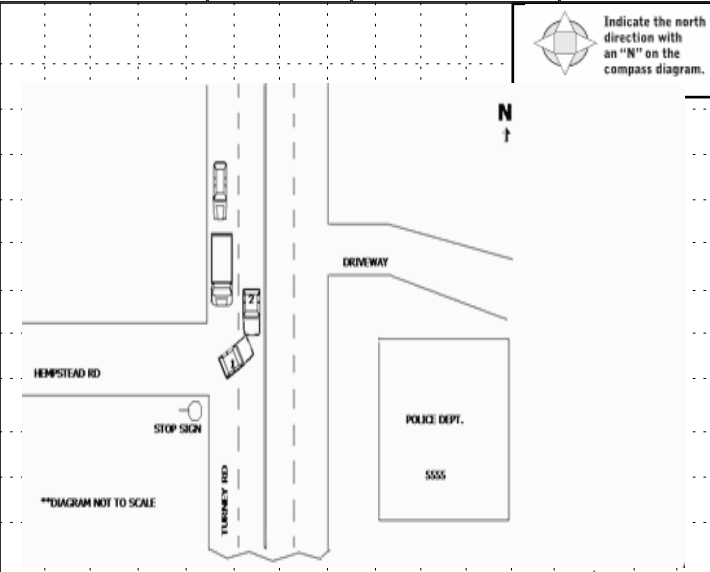 Indicate the north
direction with
an “N” on the
compass diagram.
N
DRIVEWAY
2
1
HEMPSTEAD RD
STOP SIGN
POLICE DEPT.
5555
TURNEY RD
**DIAGRAM NOT TO SCALE